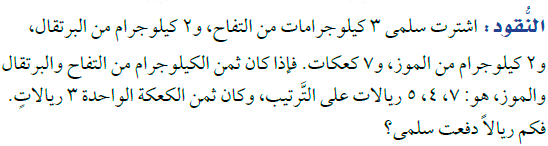 النُّقود: اشترت سلمى ٣ كيلوجرامات من التفاح، و٢ كيلوجرام من البرتقال،
و٢ كيلوجرام من الموز، و٧ كعكات. فإذا كان ثمن الكيلوجرام من التفاح والبرتقال
والموز، هو: ٧، ٤، ٥ ريالات على التَّرتيب، وكان ثمن الكعكة الواحدة ٣ ريالاتٍ.
فكم ريالاً دفعت سلمى؟